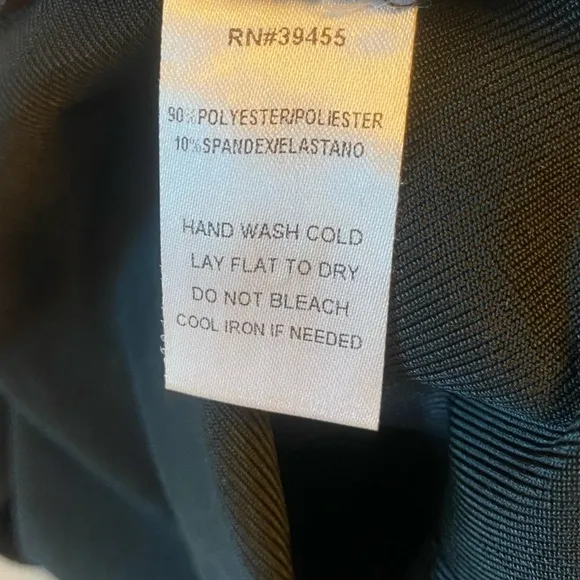 RN#39455
90%POLYESTER/POLIESTER
10%SPANDEX/ELASTANO
HAND WASH COLD
LAY FLAT TO DRY
DO NOT BLEACH
COOL IRON IF NEEDED